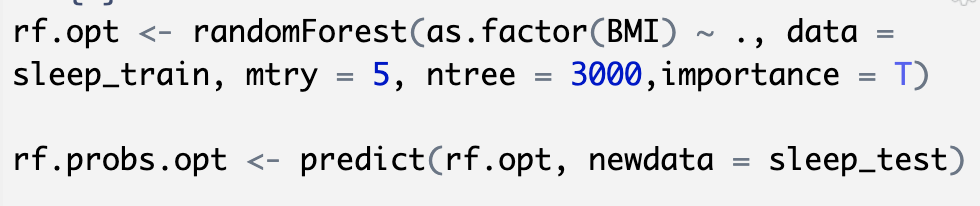 rf.opt <- randomForest(as.factor(BMI) ~ ., data =
sleep_train, mtry = 5, ntree = 3000,importance = T)
rf.probs.opt <- predict(rf.opt, newdata = sleep_test)